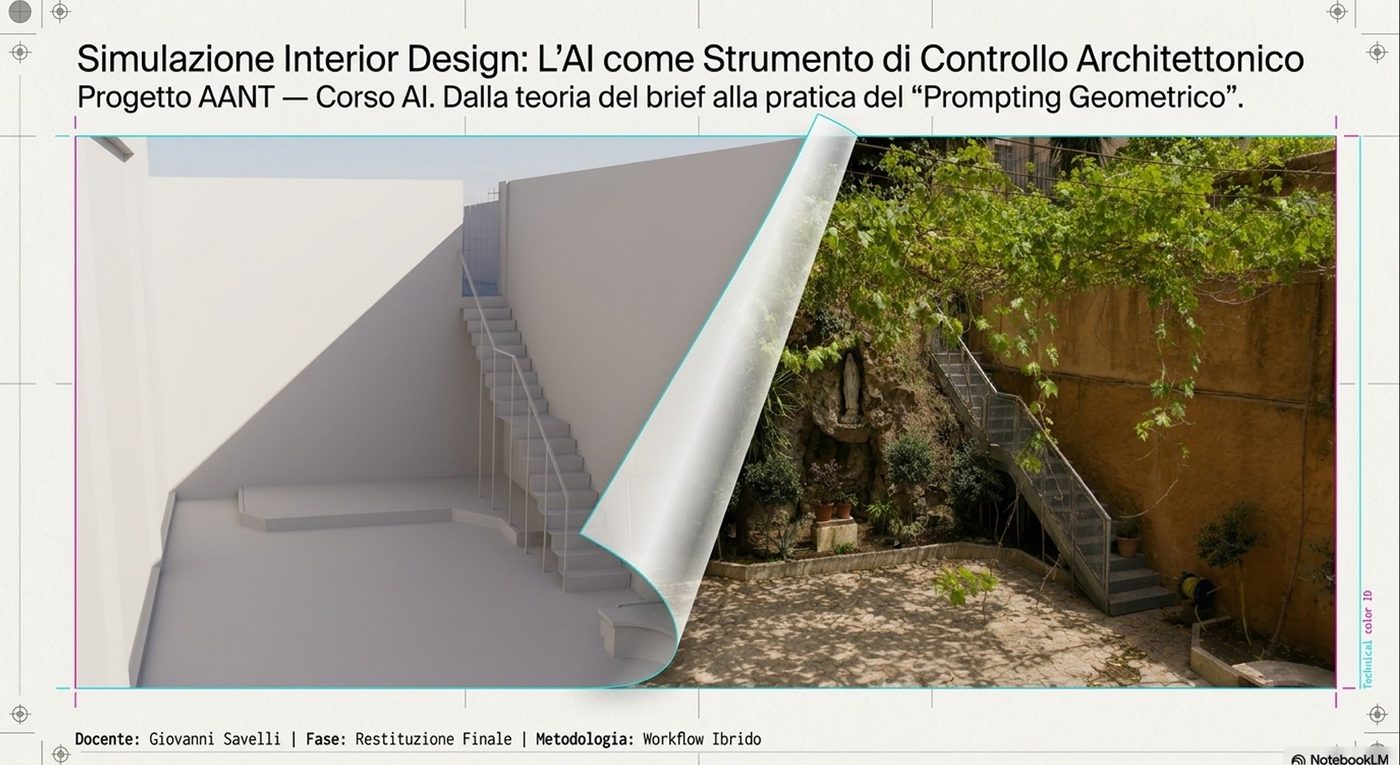 Simulazione Interior Design: L’AI come Strumento di Controllo Architettonico
Progetto AANT — Corso AI. Dalla teoria del brief alla pratica del “Prompting Geometrico”.
Technical color ID
Docente: Giovanni Savelli | Fase: Restituzione Finale | Metodologia: Workflow Ibrido
NotebookLM